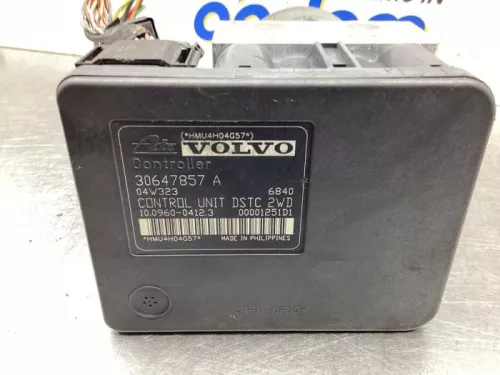 (*HMU4H04G57*)
Ate VOLVO
Controller
30647857 A
04W323 6840
CONTROL UNIT DSTC 2WD
10.0960-0412.3 00001251D1
*HMU4H04G57* MADE IN PHILIPPINES